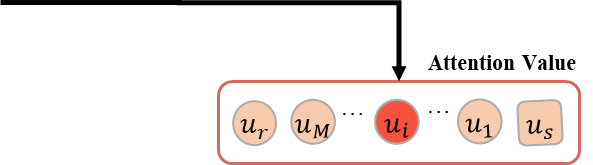 Attention Value
u_r u_M ... u_i ... u_1 u_s